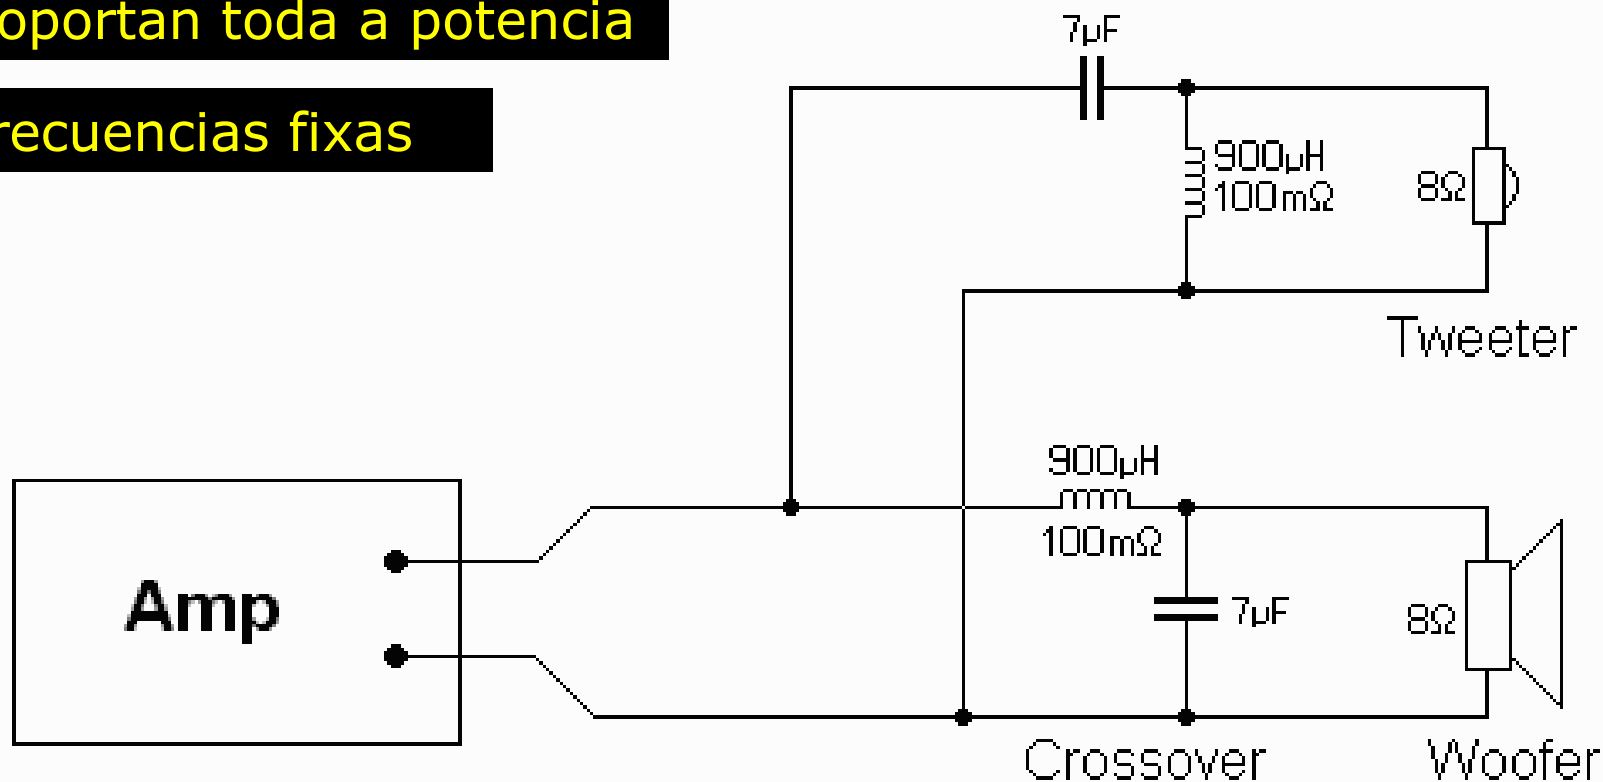 oportan toda a potencia
recuencias fixas
7µF
900µH
100mΩ
8Ω
Tweeter
900µH
100mΩ
Amp
7µF
8Ω
Crossover
Woofer